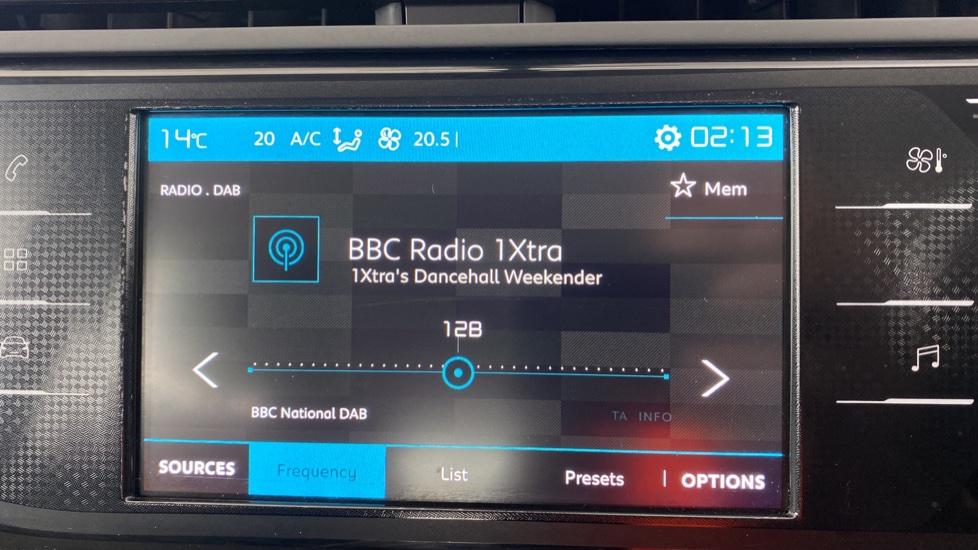 14°C 20 A/C 20.5 02:13
RADIO . DAB Mem
BBC Radio 1Xtra
1Xtra's Dancehall Weekender
12B
BBC National DAB TA INFO
SOURCES Frequency List Presets OPTIONS